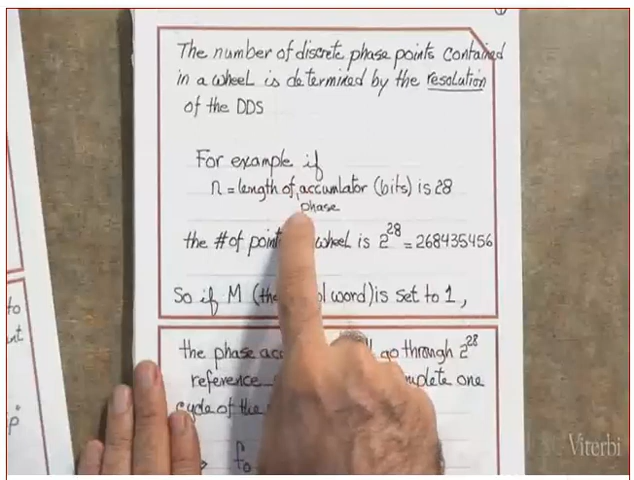 The number of discrete phase points contained
in a wheel is determined by the resolution
of the DDS
For example if
n = length of accumlator (bits) is 28
phase
the # of point wheel is 2^28 = 268435456
So if M (the ol word) is set to 1,
the phase acc go through 2^28
reference mplete one
cycle of the
f0
to
nt
p
Viterbi